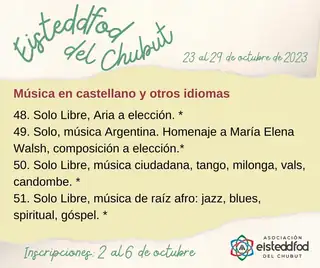 Eisteddfod
del Chubut
23 al 29 de octubre de 2023
Música en castellano y otros idiomas
48. Solo Libre, Aria a elección. *
49. Solo, música Argentina. Homenaje a María Elena
Walsh, composición a elección.*
50. Solo Libre, música ciudadana, tango, milonga, vals,
candombe. *
51. Solo Libre, música de raíz afro: jazz, blues,
spiritual, góspel. *
Inscripciones: 2 al 6 de octubre
ASOCIACIÓN
eisteddfod
DEL CHUBUT